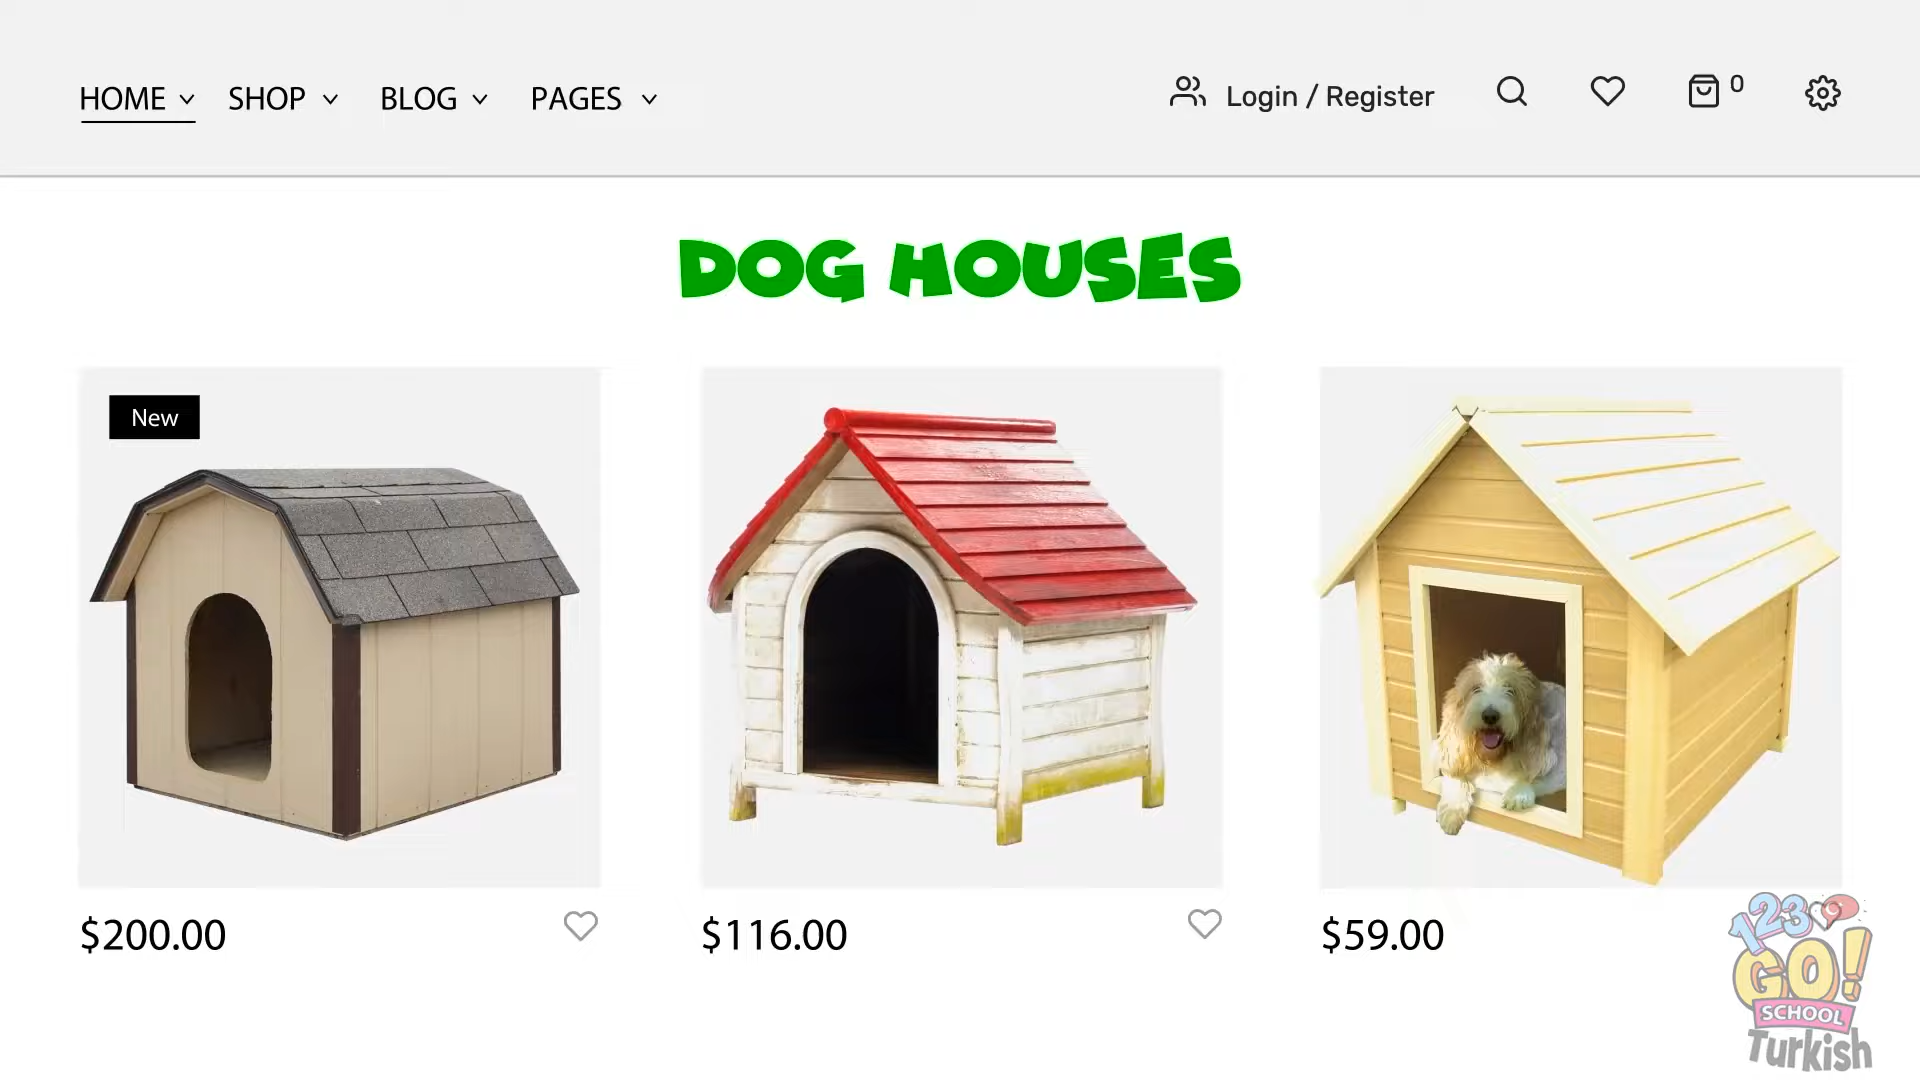 HOME SHOP BLOG PAGES Login / Register 0
DOG HOUSES
New
$200.00 $116.00 $59.00
123
GO!
SCHOOL
Turkish